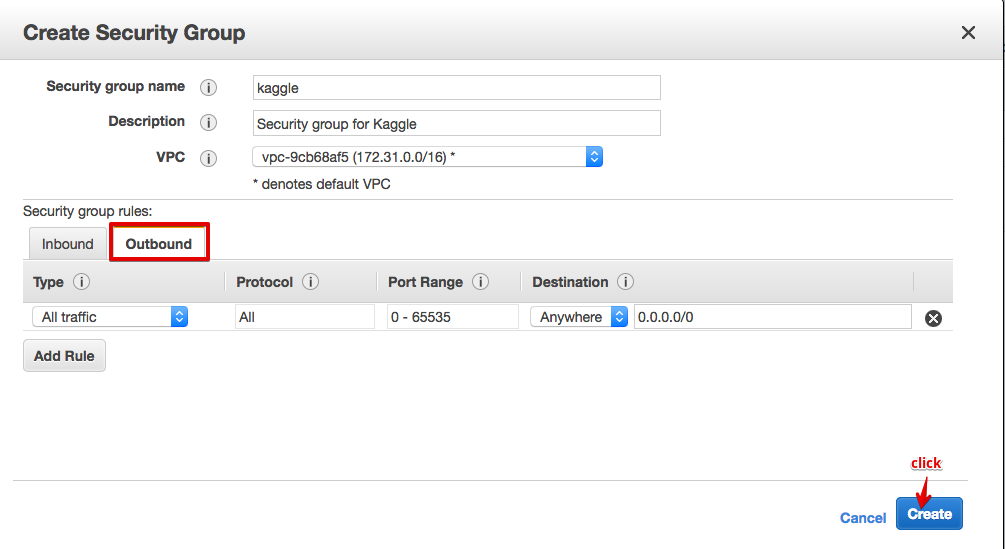 Create Security Group
Security group name
kaggle
Description
Security group for Kaggle
VPC
vpc-9cb68af5 (172.31.0.0/16) *
* denotes default VPC
Security group rules:
Inbound Outbound
Type Protocol Port Range Destination
All traffic All 0 - 65535 Anywhere 0.0.0.0/0
Add Rule
click
Cancel Create